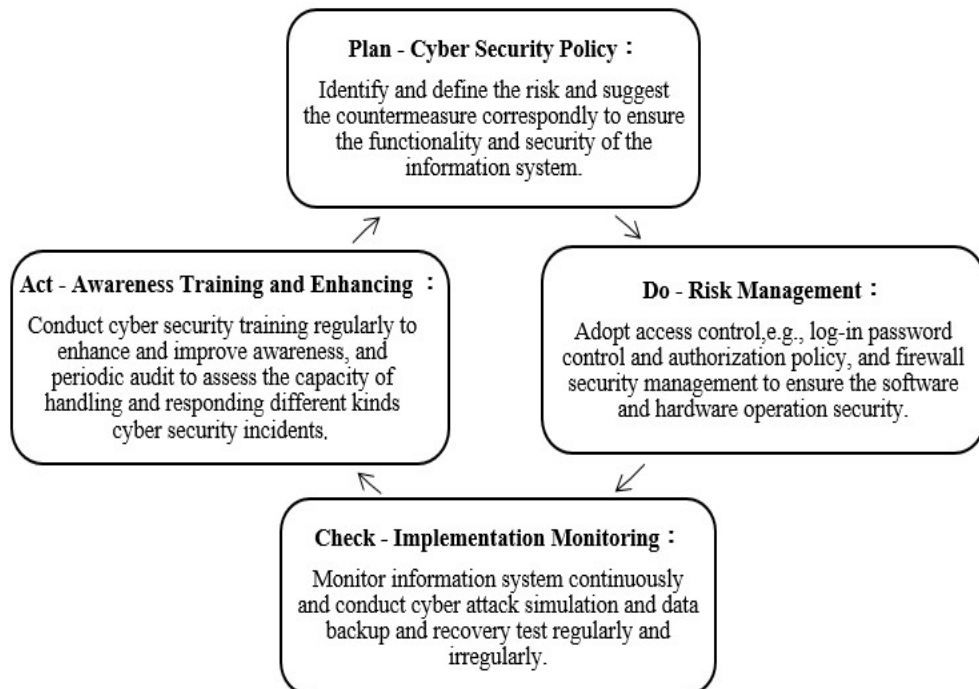 Plan - Cyber Security Policy：
Identify and define the risk and suggest
the countermeasure correspondly to ensure
the functionality and security of the
information system.
Act - Awareness Training and Enhancing ：
Conduct cyber security training regularly to
enhance and improve awareness, and
periodic audit to assess the capacity of
handling and responding different kinds
cyber security incidents.
Do - Risk Management：
Adopt access control,e.g., log-in password
control and authorization policy, and firewall
security management to ensure the software
and hardware operation security.
Check - Implementation Monitoring：
Monitor information system continuously
and conduct cyber attack simulation and data
backup and recovery test regularly and
irregularly.